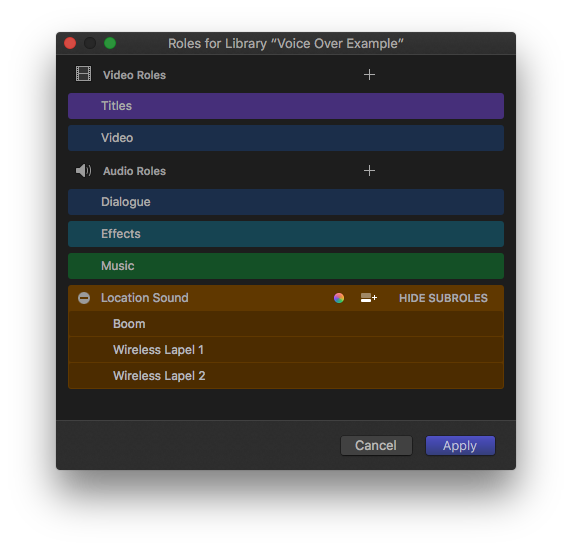 Roles for Library “Voice Over Example”
Video Roles
Titles
Video
Audio Roles
Dialogue
Effects
Music
Location Sound HIDE SUBROLES
Boom
Wireless Lapel 1
Wireless Lapel 2
Cancel Apply